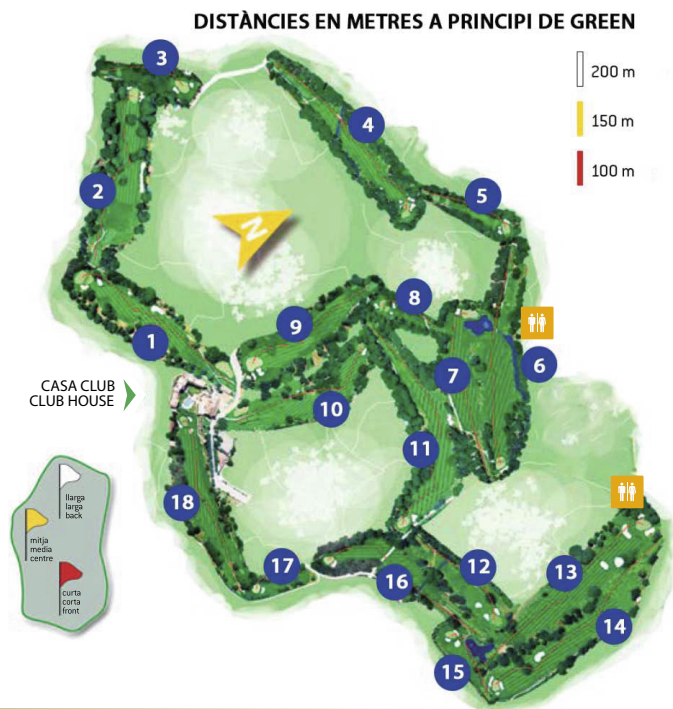 DISTÀNCIES EN METRES A PRINCIPI DE GREEN
200 m
150 m
100 m
3
4
2
5
N
8
9
1
7
6
CASA CLUB
CLUB HOUSE
10
11
18
llarga
larga
back
mitja
media
centre
curta
corta
front
17
16
12
13
14
15